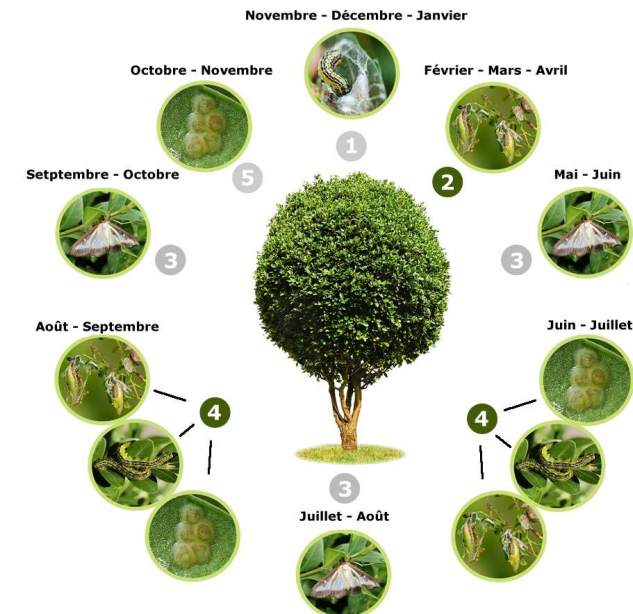 Novembre - Décembre - Janvier
Octobre - Novembre
Février - Mars - Avril
1
5
2
Setptembre - Octobre
Mai - Juin
3
3
Août - Septembre
Juin - Juillet
4
4
3
Juillet - Août